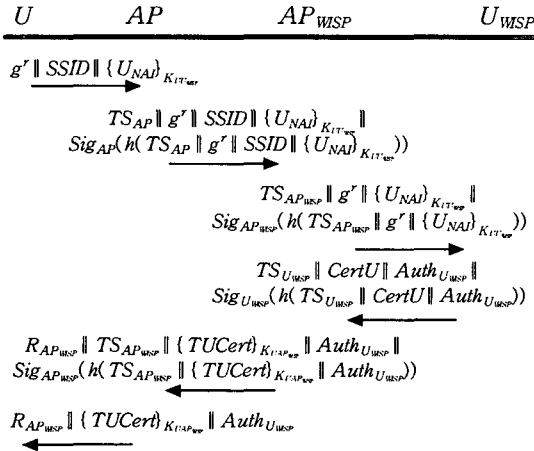 U AP AP_WISP U_WISP
g^r || SSID || {U_NAI}_K_UU_WISP
TS_AP || g^r || SSID || {U_NAI}_K_UU_WISP ||
Sig_AP(h(TS_AP || g^r || SSID || {U_NAI}_K_UU_WISP))
TS_AP_WISP || g^r || {U_NAI}_K_UU_WISP ||
Sig_AP_WISP(h(TS_AP_WISP || g^r || {U_NAI}_K_UU_WISP))
TS_U_WISP || CertU || Auth_U_WISP ||
Sig_U_WISP(h(TS_U_WISP || CertU || Auth_U_WISP))
R_AP_WISP || TS_AP_WISP || {TUCert}_K_UAP_WISP || Auth_U_WISP ||
Sig_AP_WISP(h(TS_AP_WISP || {TUCert}_K_UAP_WISP || Auth_U_WISP))
R_AP_WISP || {TUCert}_K_UAP_WISP || Auth_U_WISP